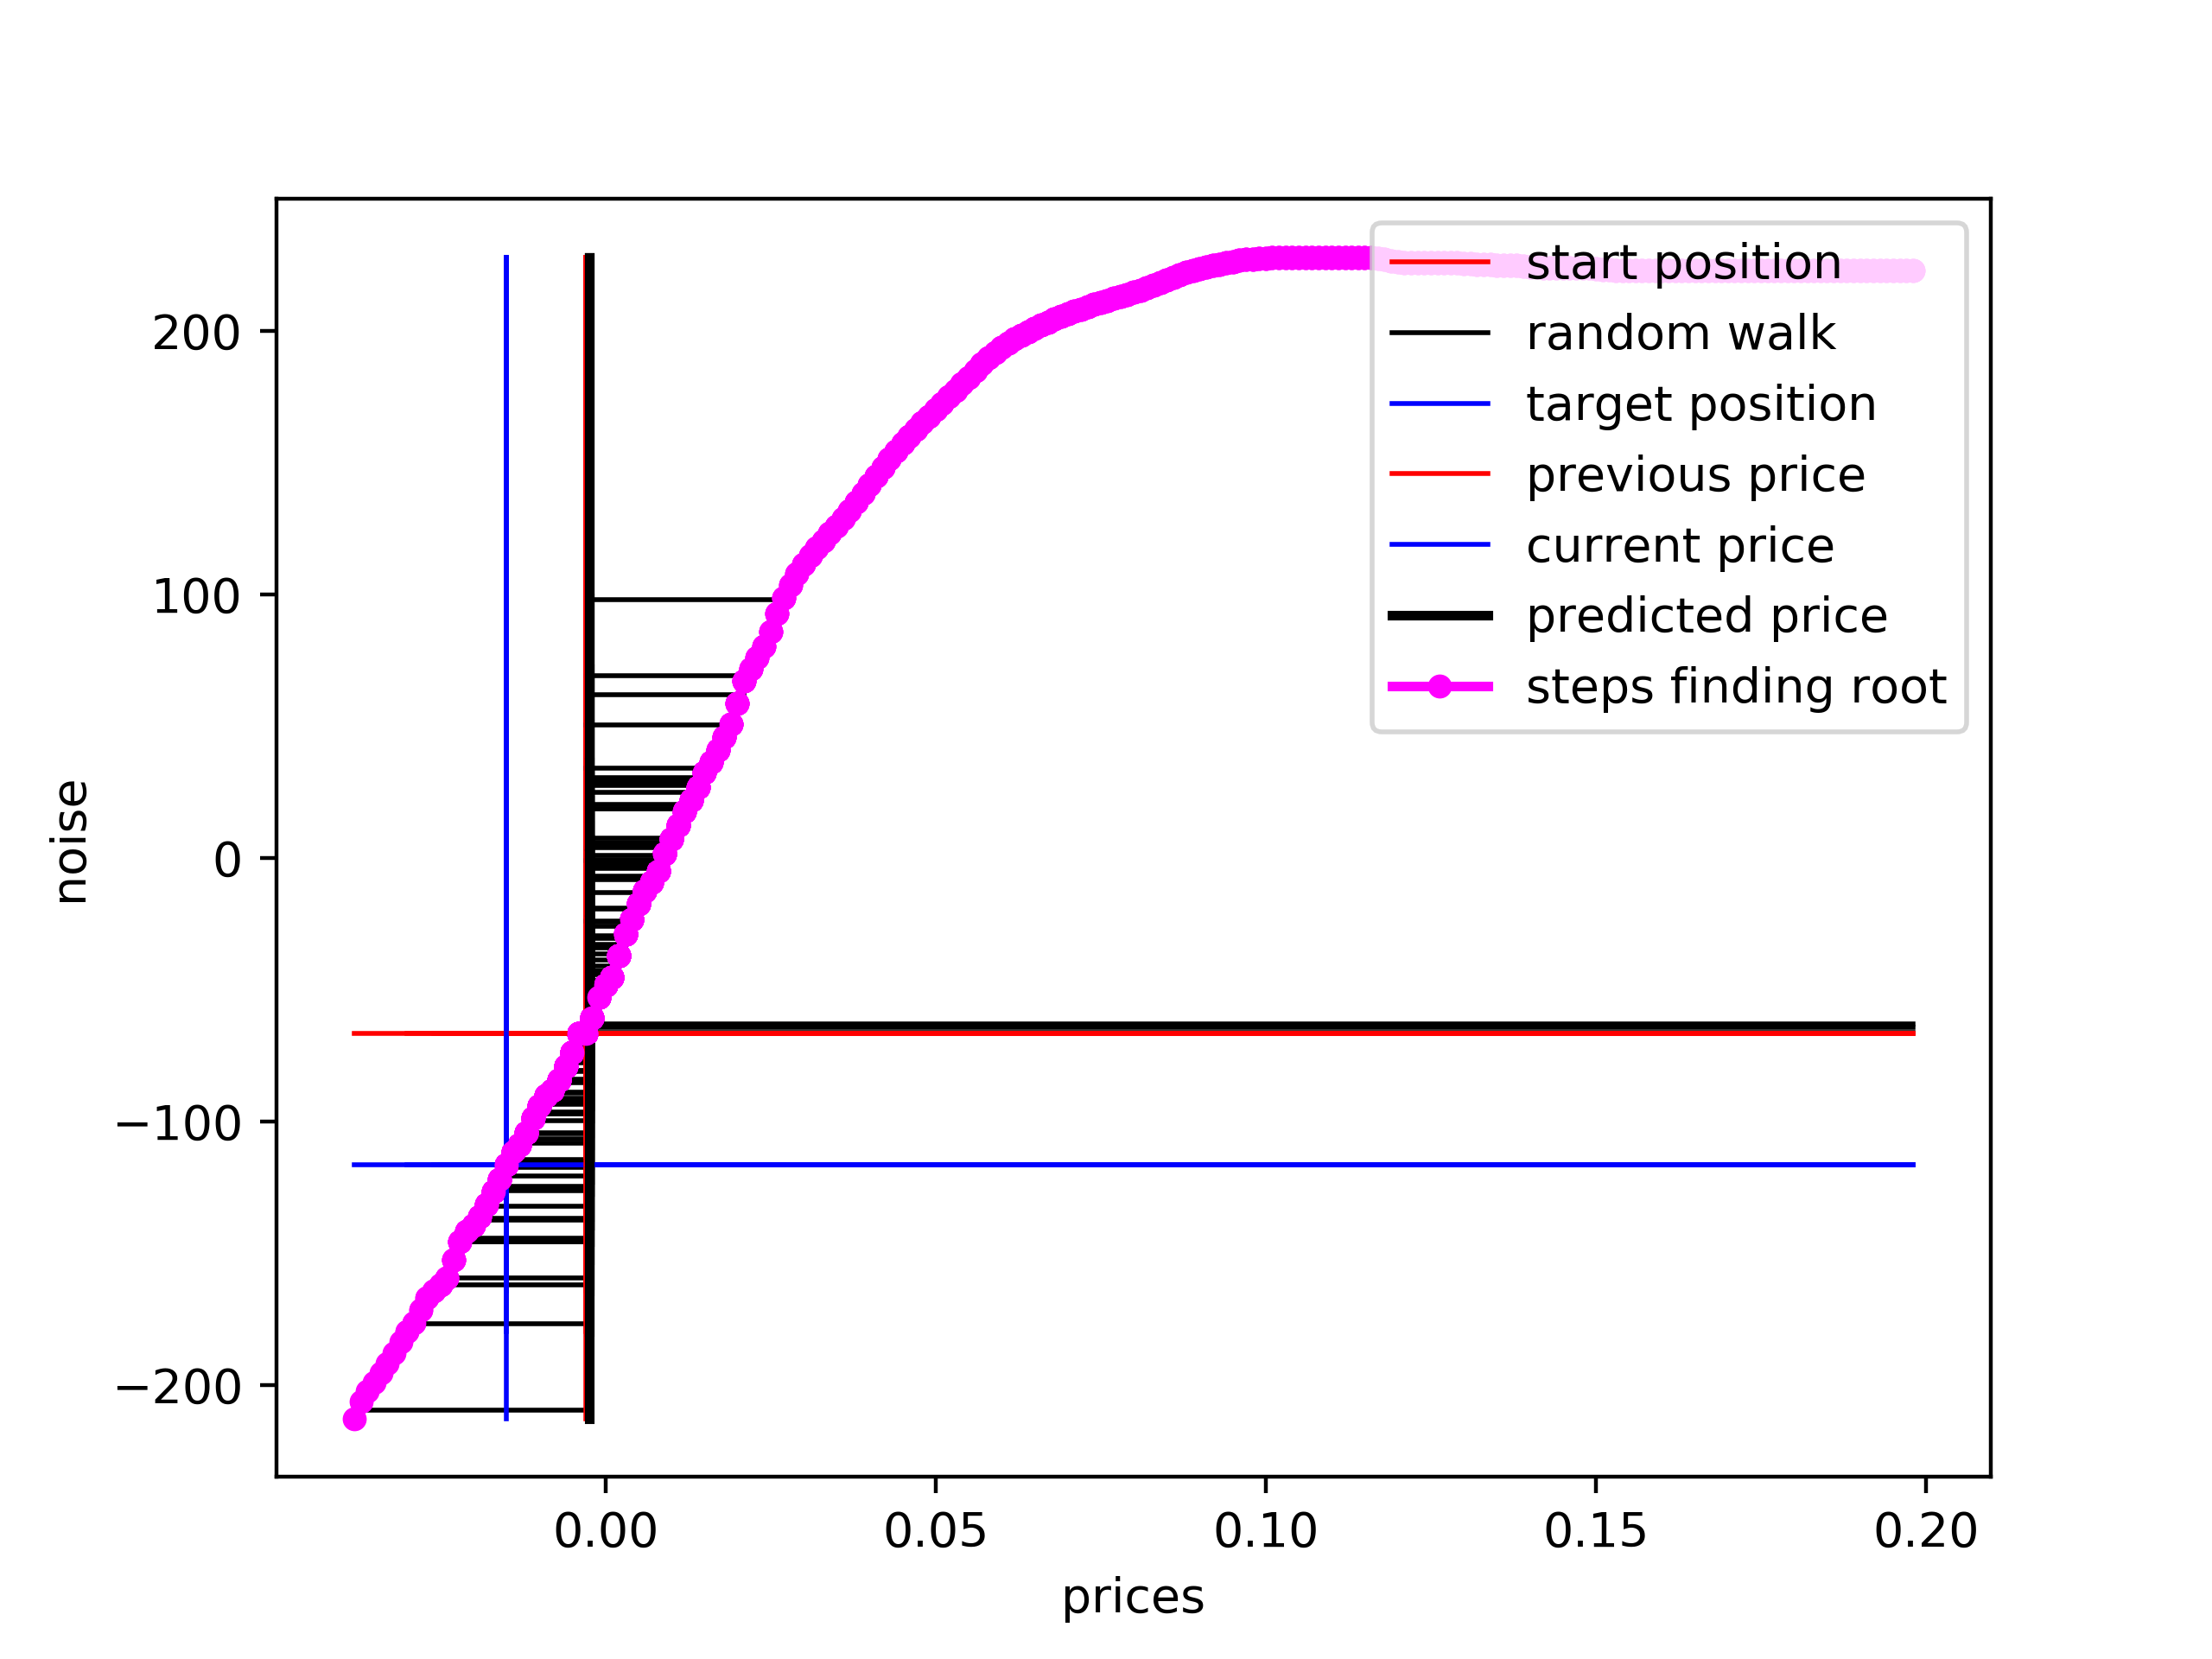 start position
random walk
target position
previous price
current price
predicted price
steps finding root
200
100
0
−100
−200
noise
0.00 0.05 0.10 0.15 0.20
prices